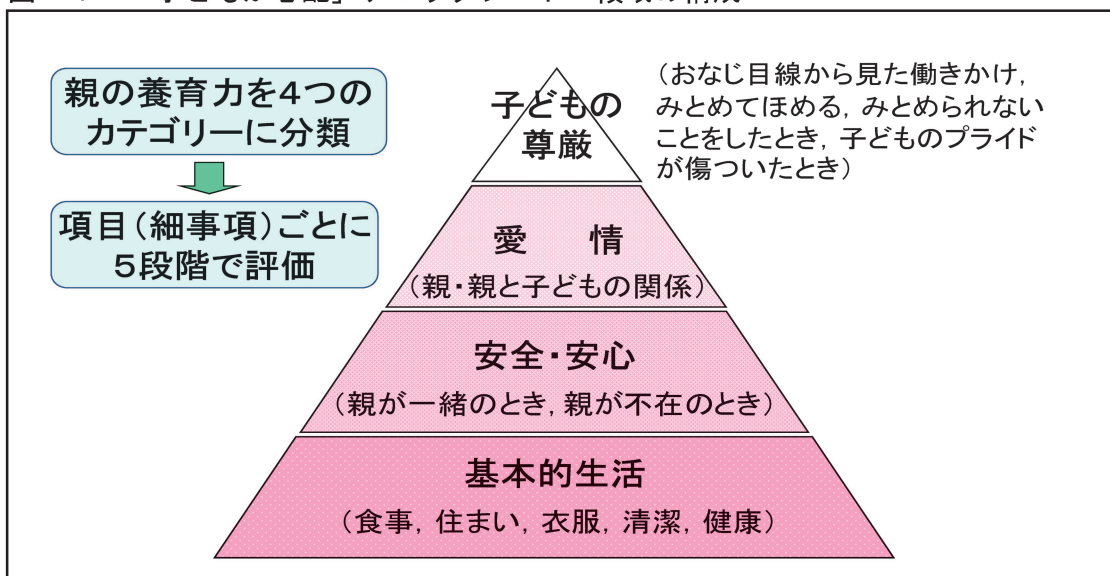 親の養育力を4つの
カテゴリーに分類
項目(細事項)ごとに
5段階で評価
子どもの
尊厳
(おなじ目線から見た働きかけ,
みとめてほめる, みとめられない
ことをしたとき, 子どものプライド
が傷ついたとき)
愛　情
(親・親と子どもの関係)
安全・安心
(親が一緒のとき, 親が不在のとき)
基本的生活
(食事, 住まい, 衣服, 清潔, 健康)